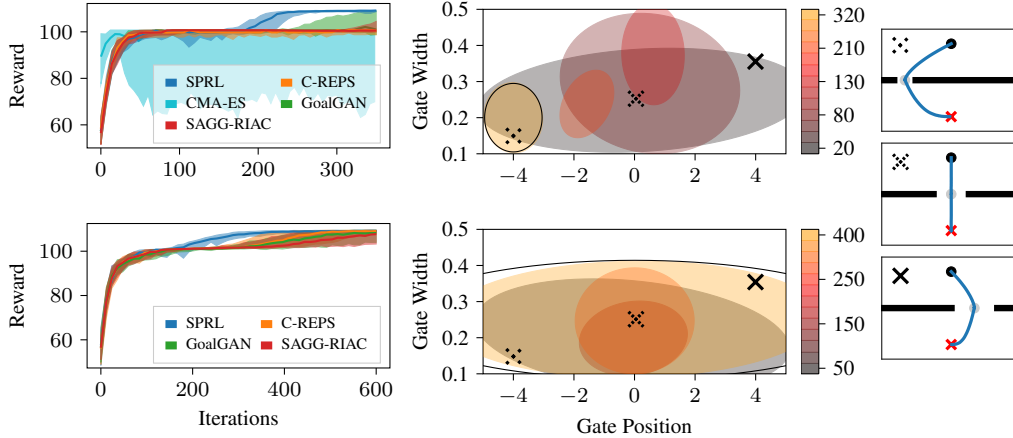 Reward
100
80
60
0
100
200
300
SPRL
C-REPS
CMA-ES
GoalGAN
SAGG-RIAC
Gate Width
0.5
0.4
0.3
0.2
0.1
−4
−2
0
2
4
320
210
130
80
20
Reward
100
80
60
0
200
400
600
Iterations
SPRL
C-REPS
GoalGAN
SAGG-RIAC
Gate Width
0.5
0.4
0.3
0.2
0.1
−4
−2
0
2
4
Gate Position
400
250
150
50